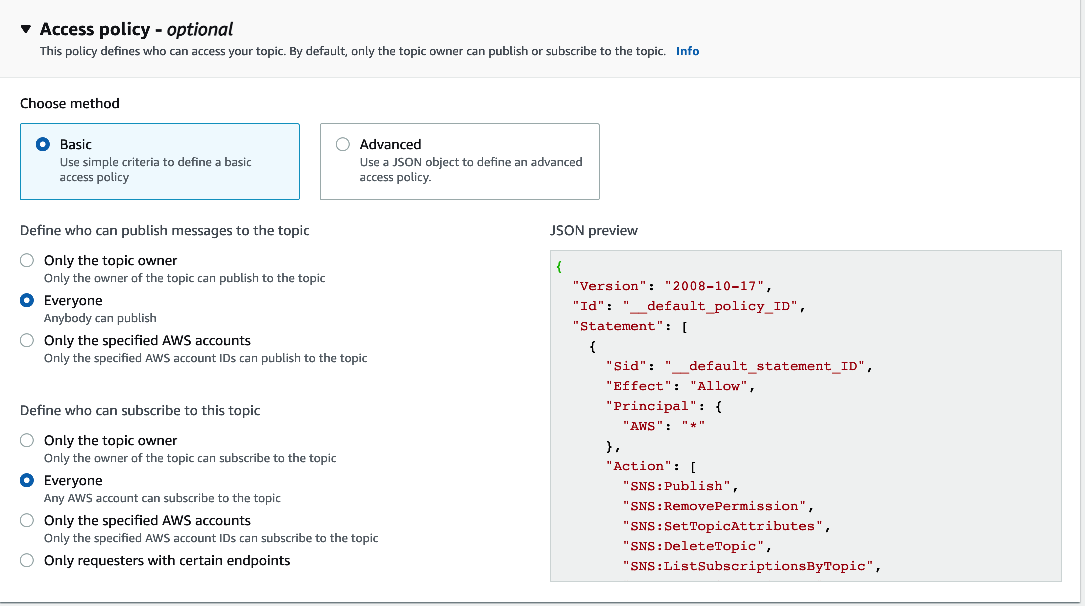 Access policy - optional
This policy defines who can access your topic. By default, only the topic owner can publish or subscribe to the topic. Info
Choose method
Basic
Use simple criteria to define a basic
access policy
Advanced
Use a JSON object to define an advanced
access policy.
Define who can publish messages to the topic
Only the topic owner
Only the owner of the topic can publish to the topic
Everyone
Anybody can publish
Only the specified AWS accounts
Only the specified AWS account IDs can publish to the topic
Define who can subscribe to this topic
Only the topic owner
Only the owner of the topic can subscribe to the topic
Everyone
Any AWS account can subscribe to the topic
Only the specified AWS accounts
Only the specified AWS account IDs can subscribe to the topic
Only requesters with certain endpoints
JSON preview
{
"Version": "2008-10-17",
"Id": "__default_policy_ID",
"Statement": [
{
"Sid": "__default_statement_ID",
"Effect": "Allow",
"Principal": {
"AWS": "*"
},
"Action": [
"SNS:Publish",
"SNS:RemovePermission",
"SNS:SetTopicAttributes",
"SNS:DeleteTopic",
"SNS:ListSubscriptionsByTopic",